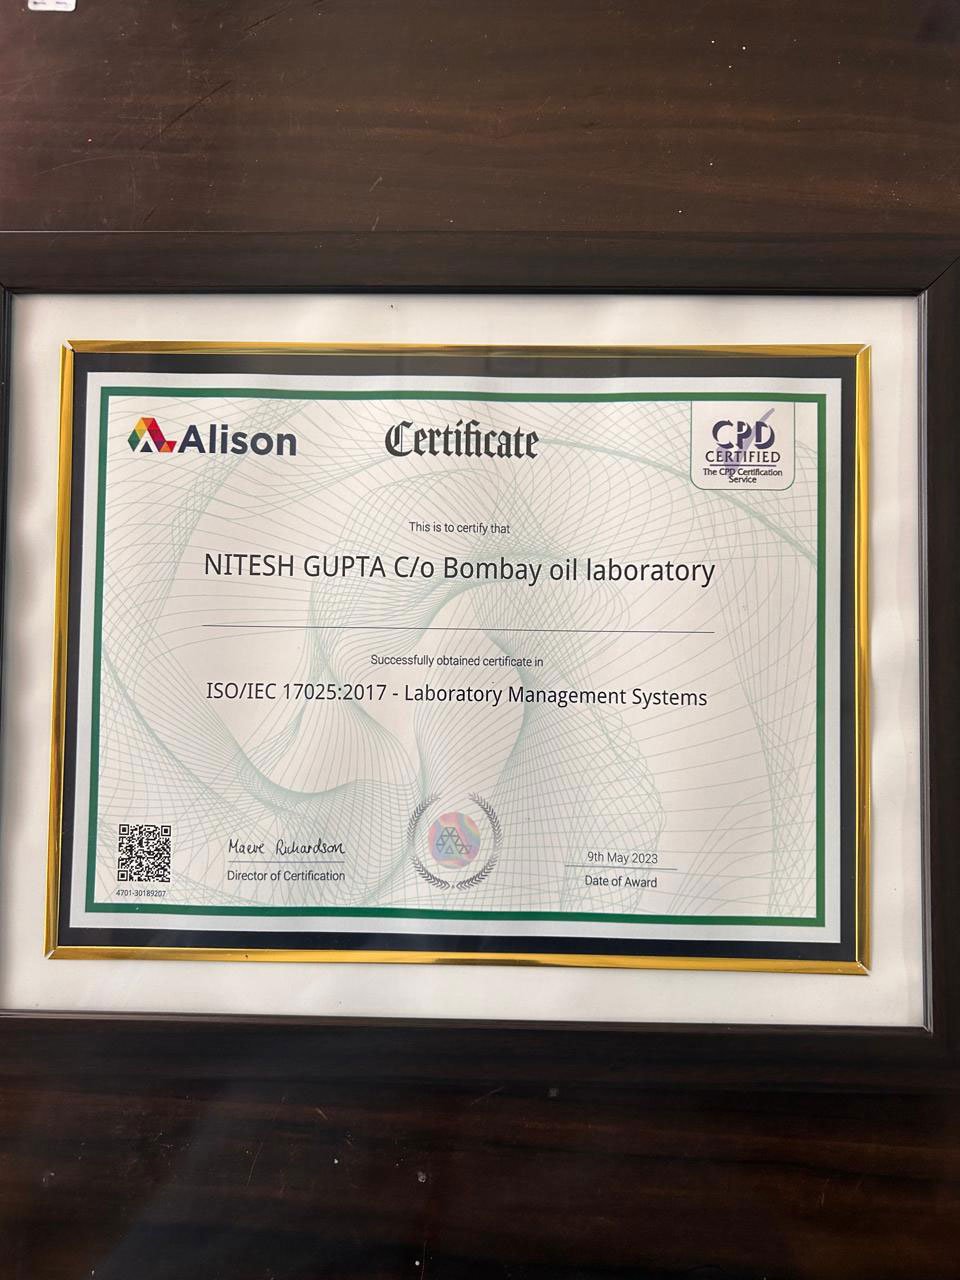 Alison
Certificate
CPD
CERTIFIED
The CPD Certification
Service
This is to certify that
NITESH GUPTA C/o Bombay oil laboratory
Successfully obtained certificate in
ISO/IEC 17025:2017 - Laboratory Management Systems
Maeve Richardson
Director of Certification
9th May 2023
Date of Award
4701-30189207